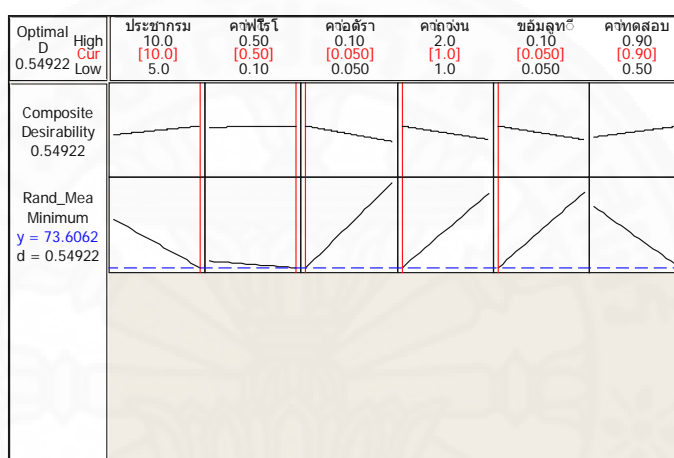 Optimal
D
0.54922
High
Cur
Low
ประชากรม
10.0
[10.0]
5.0
ค่าฟีโรโ
0.50
[0.50]
0.10
ค่าอัตรา
0.10
[0.050]
0.050
ค่าถ่วงน
2.0
[1.0]
1.0
ข้อมูลที
0.10
[0.050]
0.050
ค่าทดสอบ
0.90
[0.90]
0.50
Composite
Desirability
0.54922
Rand_Mea
Minimum
y = 73.6062
d = 0.54922